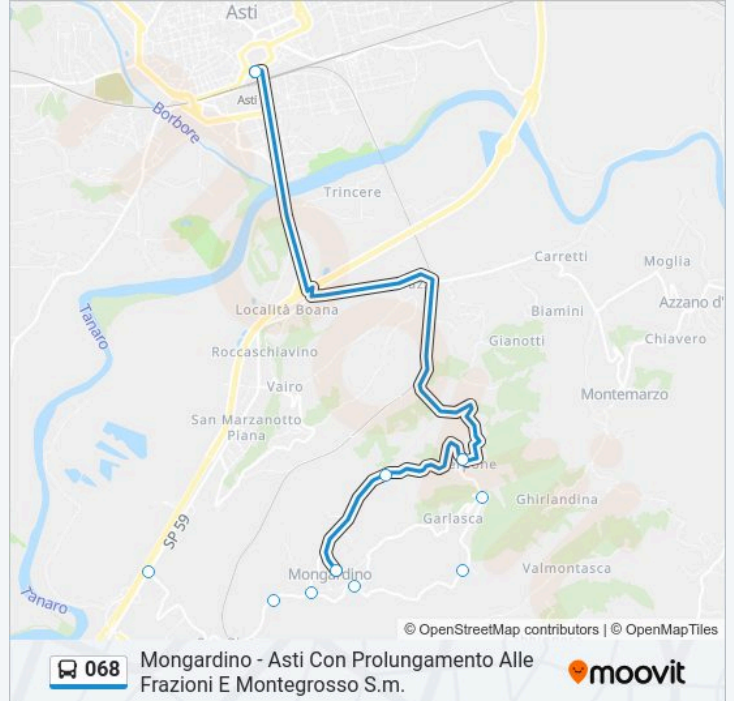 Asti
Asti
Borbore
Trincere
Carretti
Moglia
Azzano d'
Tanaro
Località Boana
Biamini
Chiavero
Gianotti
Roccaschiavino
Vairo
Montemarzo
San Marzanotto
Piana
Ghirlandina
Garlasca
SP 59
Valmontasca
Mongardino
Tanaro
© OpenStreetMap contributors | © OpenMapTiles
068
Mongardino - Asti Con Prolungamento Alle
Frazioni E Montegrosso S.m.
moovit